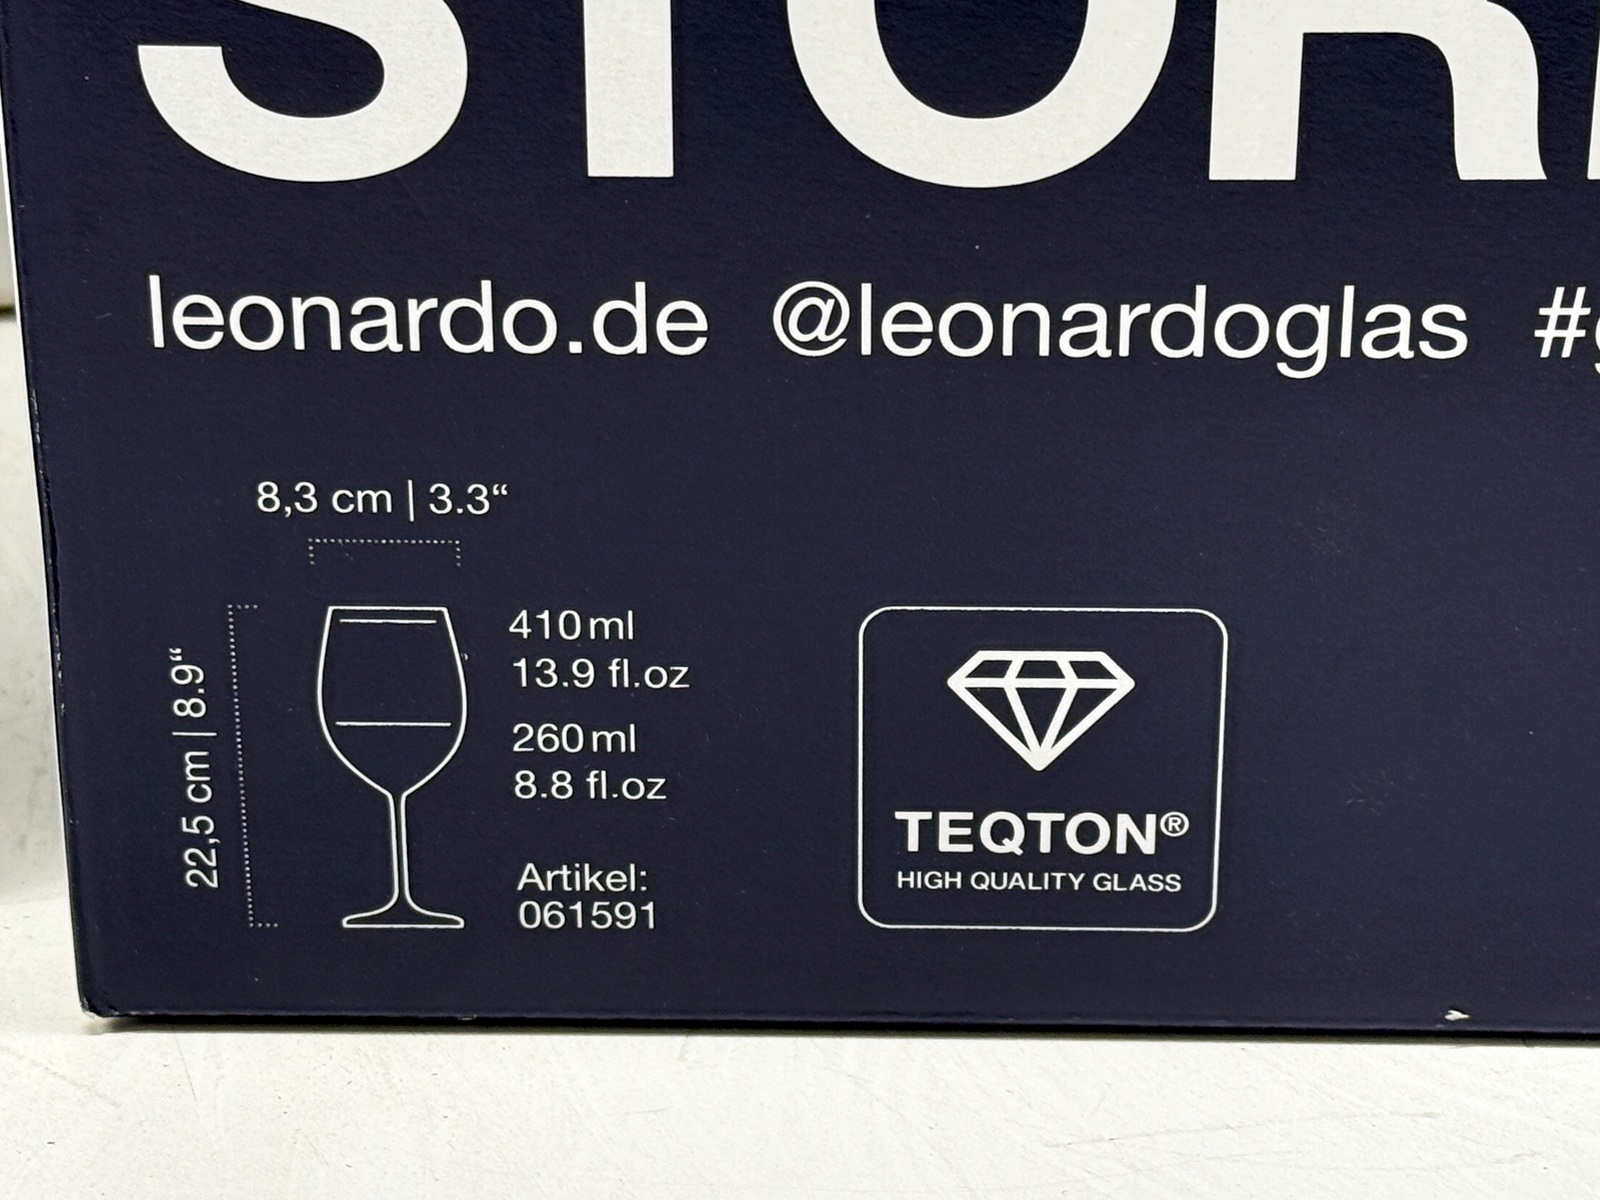 STOR
leonardo.de @leonardoglas #g
8,3 cm | 3.3“
22,5 cm | 8.9“
410 ml
13.9 fl.oz
260 ml
8.8 fl.oz
Artikel:
061591
TEQTON®
HIGH QUALITY GLASS